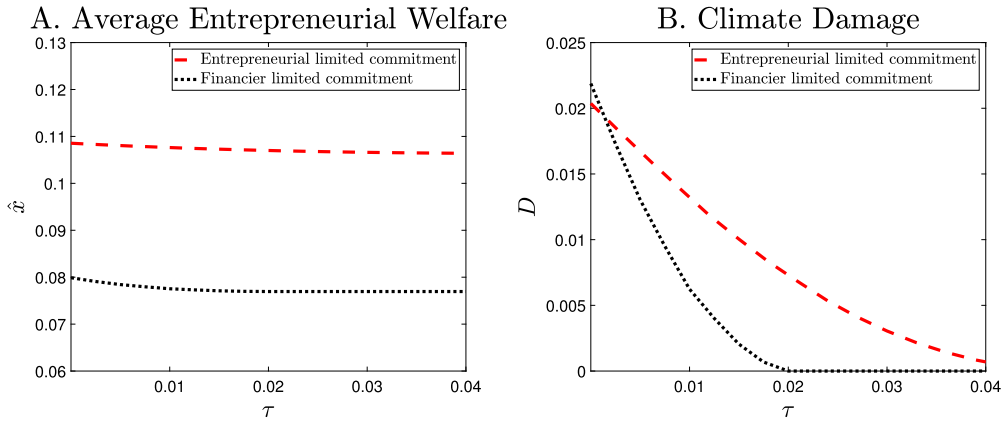 A. Average Entrepreneurial Welfare
0.13
0.12
0.11
0.1
0.09
0.08
0.07
0.06
x̂
Entrepreneurial limited commitment
Financier limited commitment
0.01
0.02
0.03
0.04
τ
B. Climate Damage
0.025
0.02
0.015
0.01
0.005
0
D
Entrepreneurial limited commitment
Financier limited commitment
0.01
0.02
0.03
0.04
τ